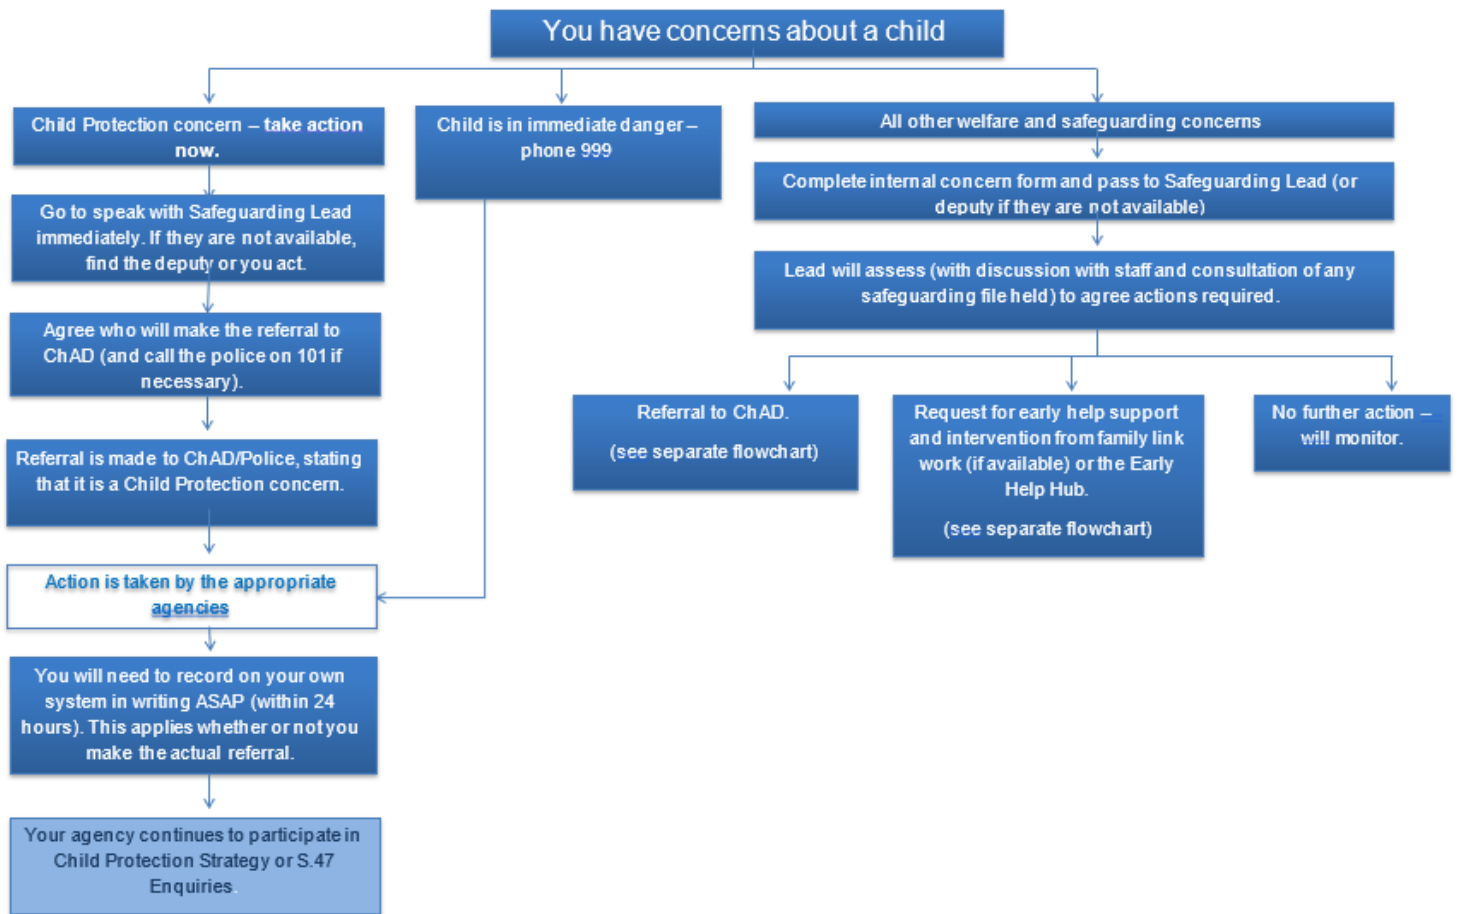 You have concerns about a child
Child Protection concern – take action
now.
Go to speak with Safeguarding Lead
immediately. If they are not available,
find the deputy or you act.
Agree who will make the referral to
ChAD (and call the police on 101 if
necessary).
Referral is made to ChAD/Police, stating
that it is a Child Protection concern.
Action is taken by the appropriate
agencies
You will need to record on your own
system in writing ASAP (within 24
hours). This applies whether or not you
make the actual referral.
Your agency continues to participate in
Child Protection Strategy or S.47
Enquiries.
Child is in immediate danger –
phone 999
All other welfare and safeguarding concerns
Complete internal concern form and pass to Safeguarding Lead (or
deputy if they are not available)
Lead will assess (with discussion with staff and consultation of any
safeguarding file held) to agree actions required.
Referral to ChAD.
(see separate flowchart)
Request for early help support
and intervention from family link
work (if available) or the Early
Help Hub.
(see separate flowchart)
No further action –
will monitor.